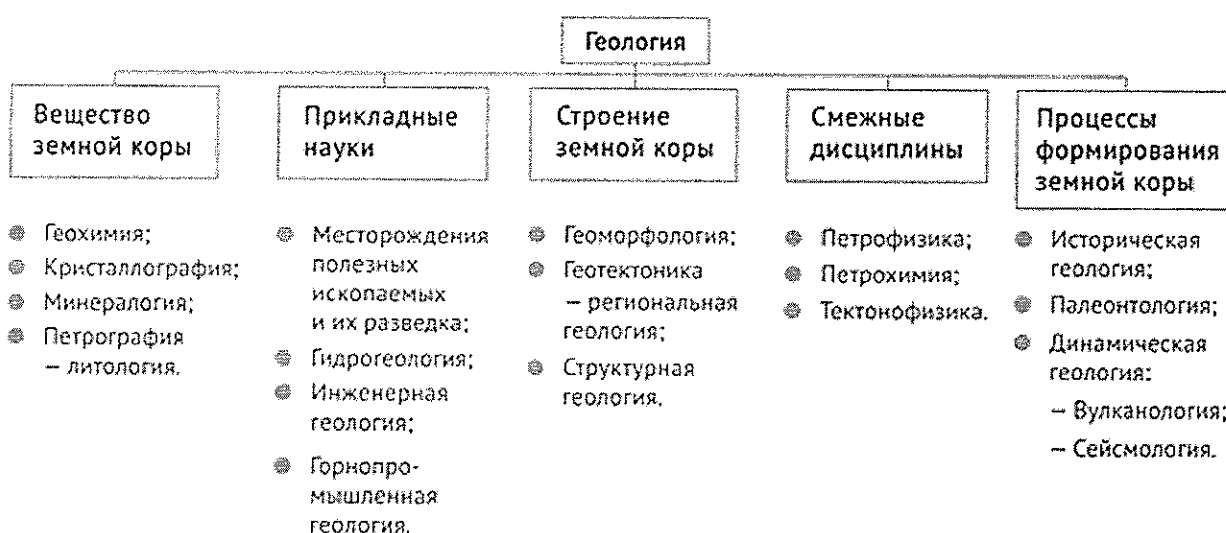 Геология
Вещество
земной коры
Геохимия;
Кристаллография;
Минералогия;
Петрография
– литология.
Прикладные
науки
Месторождения
полезных
ископаемых
и их разведка;
Гидрогеология;
Инженерная
геология;
Горнопро-
мышленная
геология.
Строение
земной коры
Геоморфология;
Геотектоника
– региональная
геология;
Структурная
геология.
Смежные
дисциплины
Петрофизика;
Петрохимия;
Тектонофизика.
Процессы
формирования
земной коры
Историческая
геология;
Палеонтология;
Динамическая
геология:
– Вулканология;
– Сейсмология.